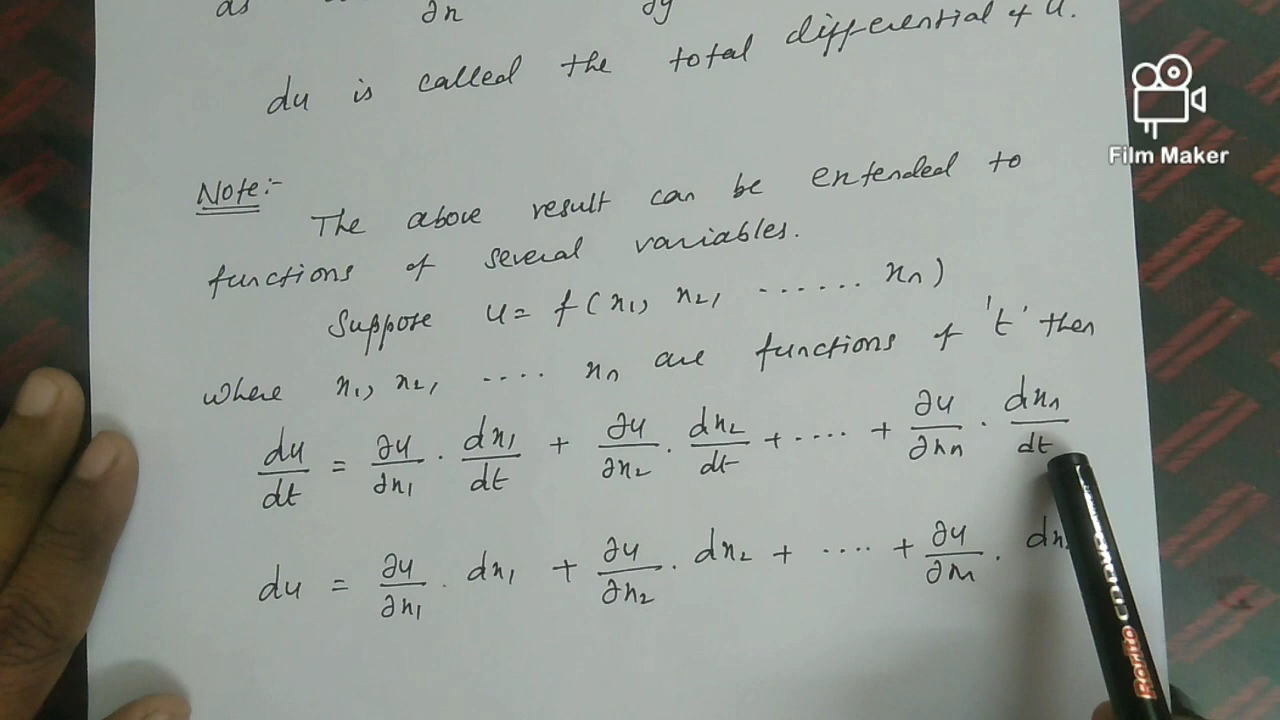 as
∂x ∂y
du is called the total differential of u.
Film Maker
Note:-
The above result can be extended to
functions of several variables.
Suppose u = f(x1, x2, ...... xn)
where x1, x2, .... xn are functions of 't' then
du/dt = ∂u/∂x1 . dx1/dt + ∂u/∂x2 . dx2/dt + .... + ∂u/∂xn . dxn/dt
du = ∂u/∂x1 . dx1 + ∂u/∂x2 . dx2 + .... + ∂u/∂xn . dx